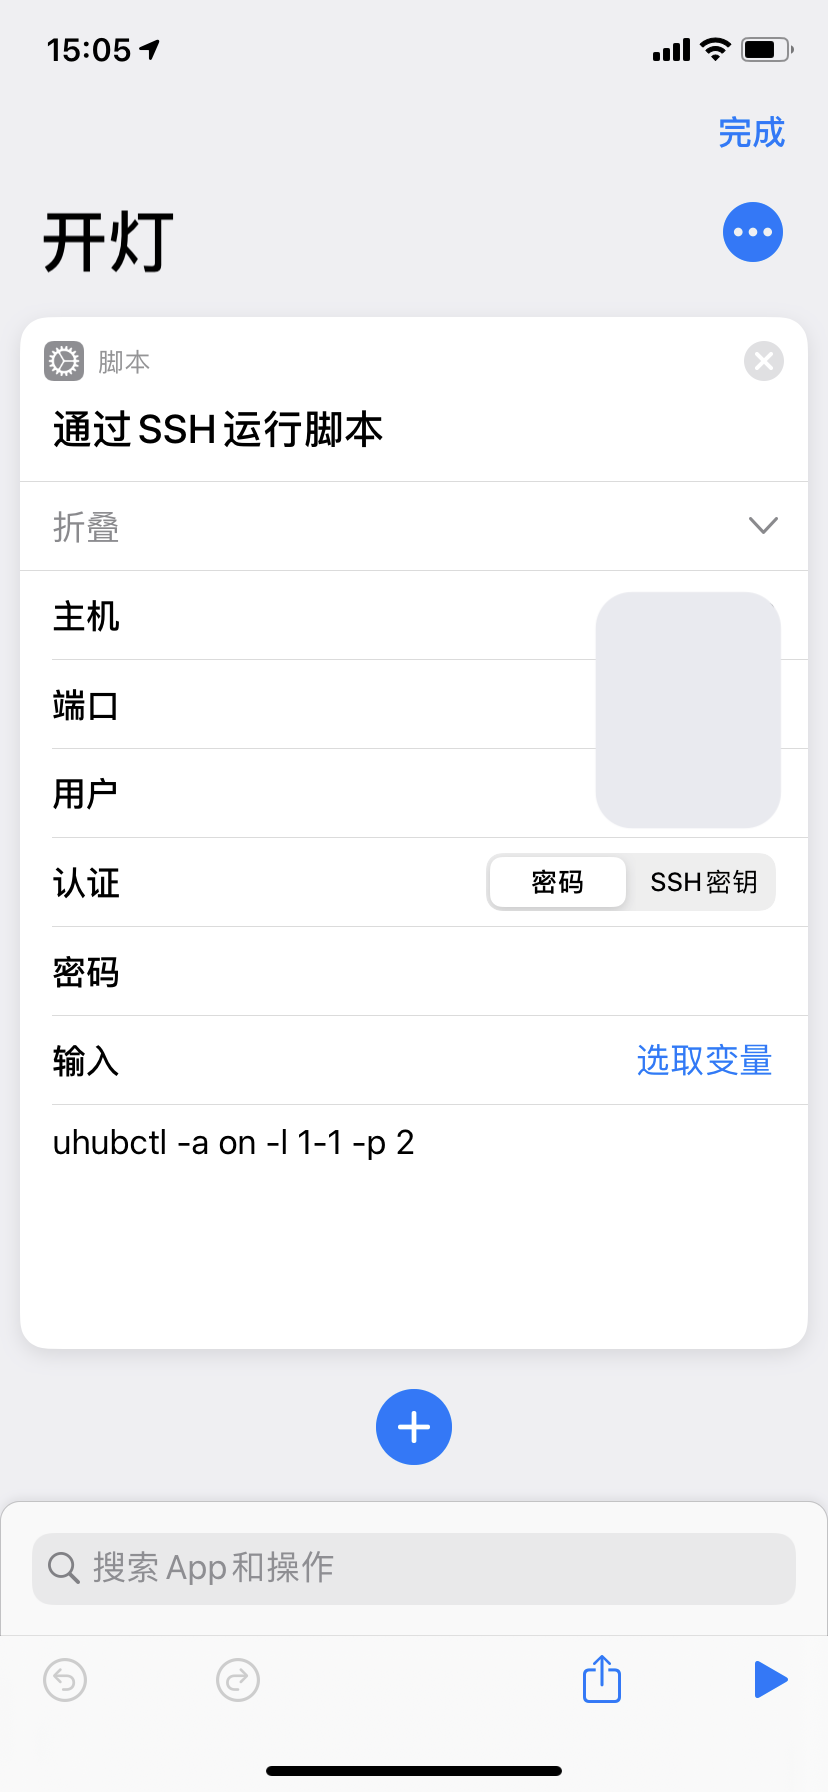 15:05
完成
开灯
脚本
通过SSH运行脚本
折叠
主机
端口
用户
认证 密码 SSH密钥
密码
输入 选取变量
uhubctl -a on -l 1-1 -p 2
搜索App和操作